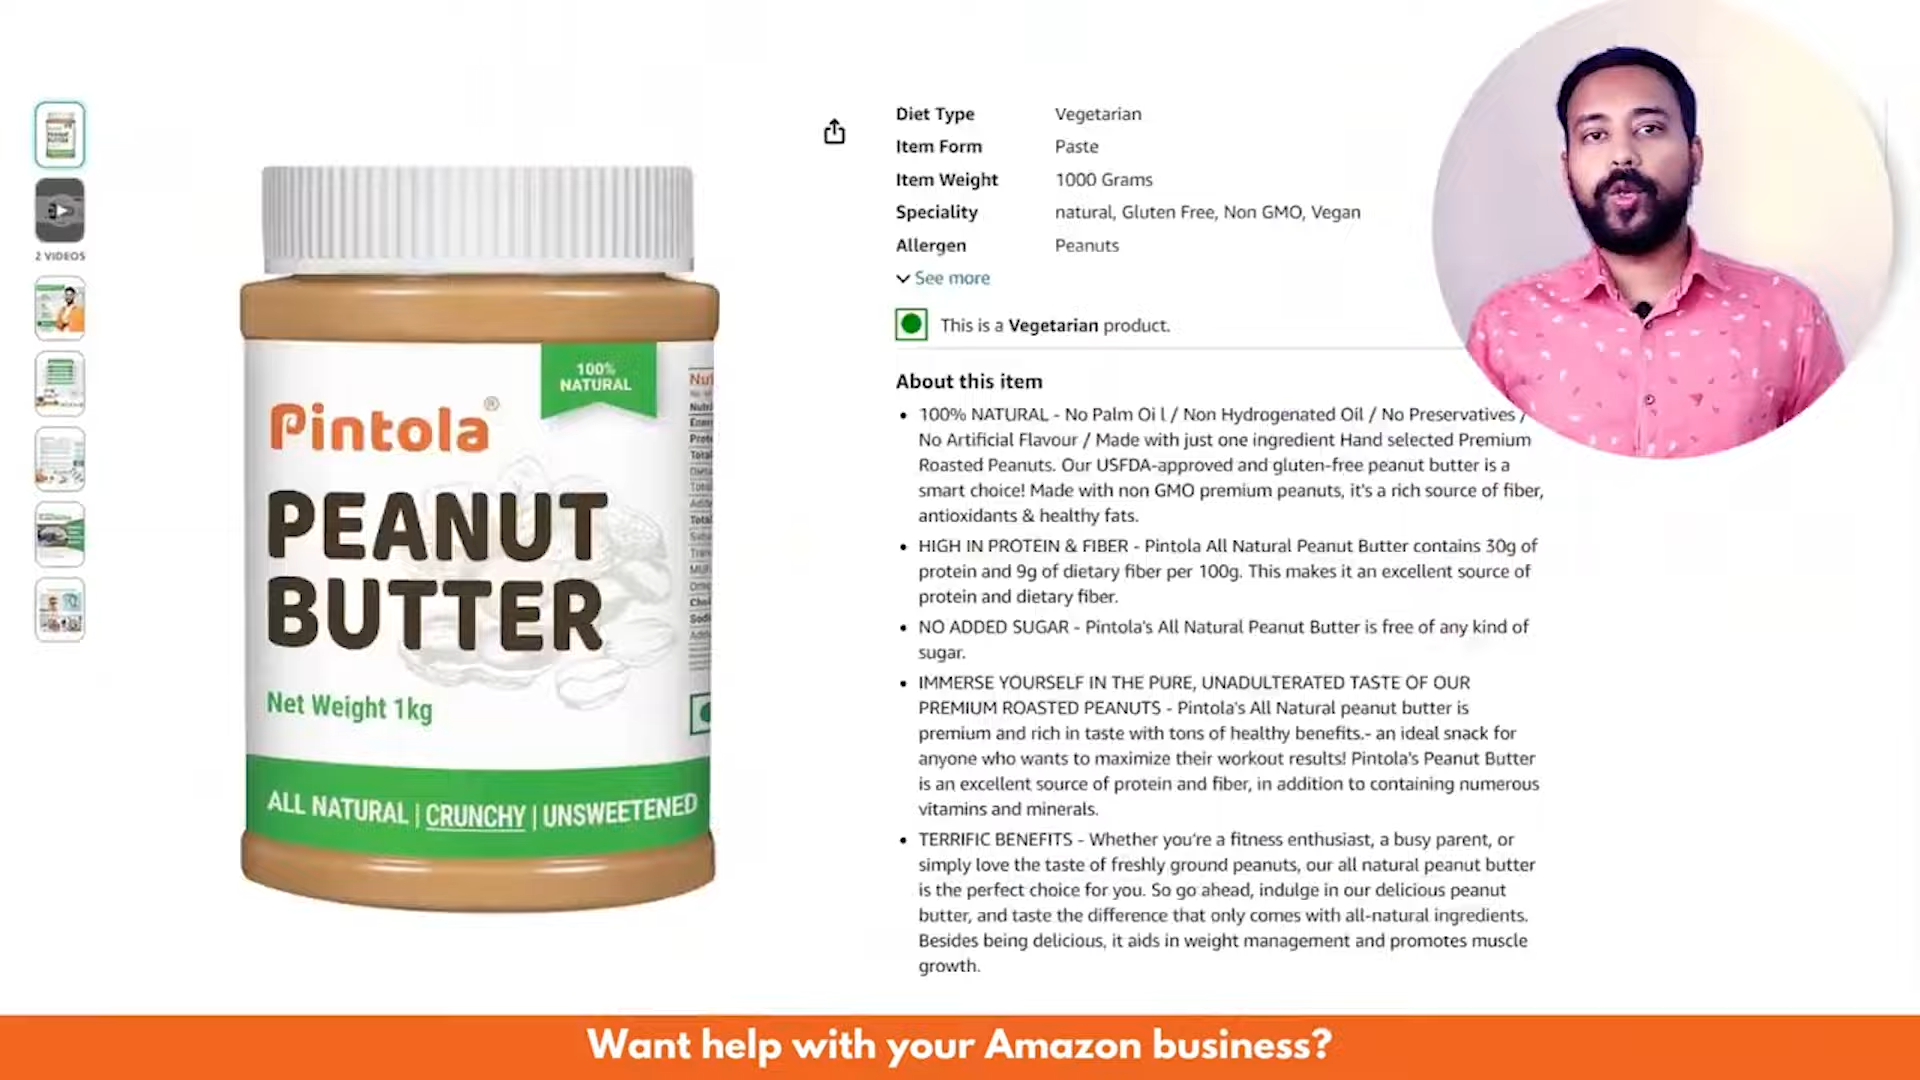 2 VIDEOS
Pintola®
100%
NATURAL
PEANUT
BUTTER
Net Weight 1kg
ALL NATURAL | CRUNCHY | UNSWEETENED
Diet Type Vegetarian
Item Form Paste
Item Weight 1000 Grams
Speciality natural, Gluten Free, Non GMO, Vegan
Allergen Peanuts
See more
This is a Vegetarian product.
About this item
• 100% NATURAL - No Palm Oi l / Non Hydrogenated Oil / No Preservatives /
No Artificial Flavour / Made with just one ingredient Hand selected Premium
Roasted Peanuts. Our USFDA-approved and gluten-free peanut butter is a
smart choice! Made with non GMO premium peanuts, it's a rich source of fiber,
antioxidants & healthy fats.
• HIGH IN PROTEIN & FIBER - Pintola All Natural Peanut Butter contains 30g of
protein and 9g of dietary fiber per 100g. This makes it an excellent source of
protein and dietary fiber.
• NO ADDED SUGAR - Pintola's All Natural Peanut Butter is free of any kind of
sugar.
• IMMERSE YOURSELF IN THE PURE, UNADULTERATED TASTE OF OUR
PREMIUM ROASTED PEANUTS - Pintola's All Natural peanut butter is
premium and rich in taste with tons of healthy benefits.- an ideal snack for
anyone who wants to maximize their workout results! Pintola's Peanut Butter
is an excellent source of protein and fiber, in addition to containing numerous
vitamins and minerals.
• TERRIFIC BENEFITS - Whether you're a fitness enthusiast, a busy parent, or
simply love the taste of freshly ground peanuts, our all natural peanut butter
is the perfect choice for you. So go ahead, indulge in our delicious peanut
butter, and taste the difference that only comes with all-natural ingredients.
Besides being delicious, it aids in weight management and promotes muscle
growth.
Want help with your Amazon business?